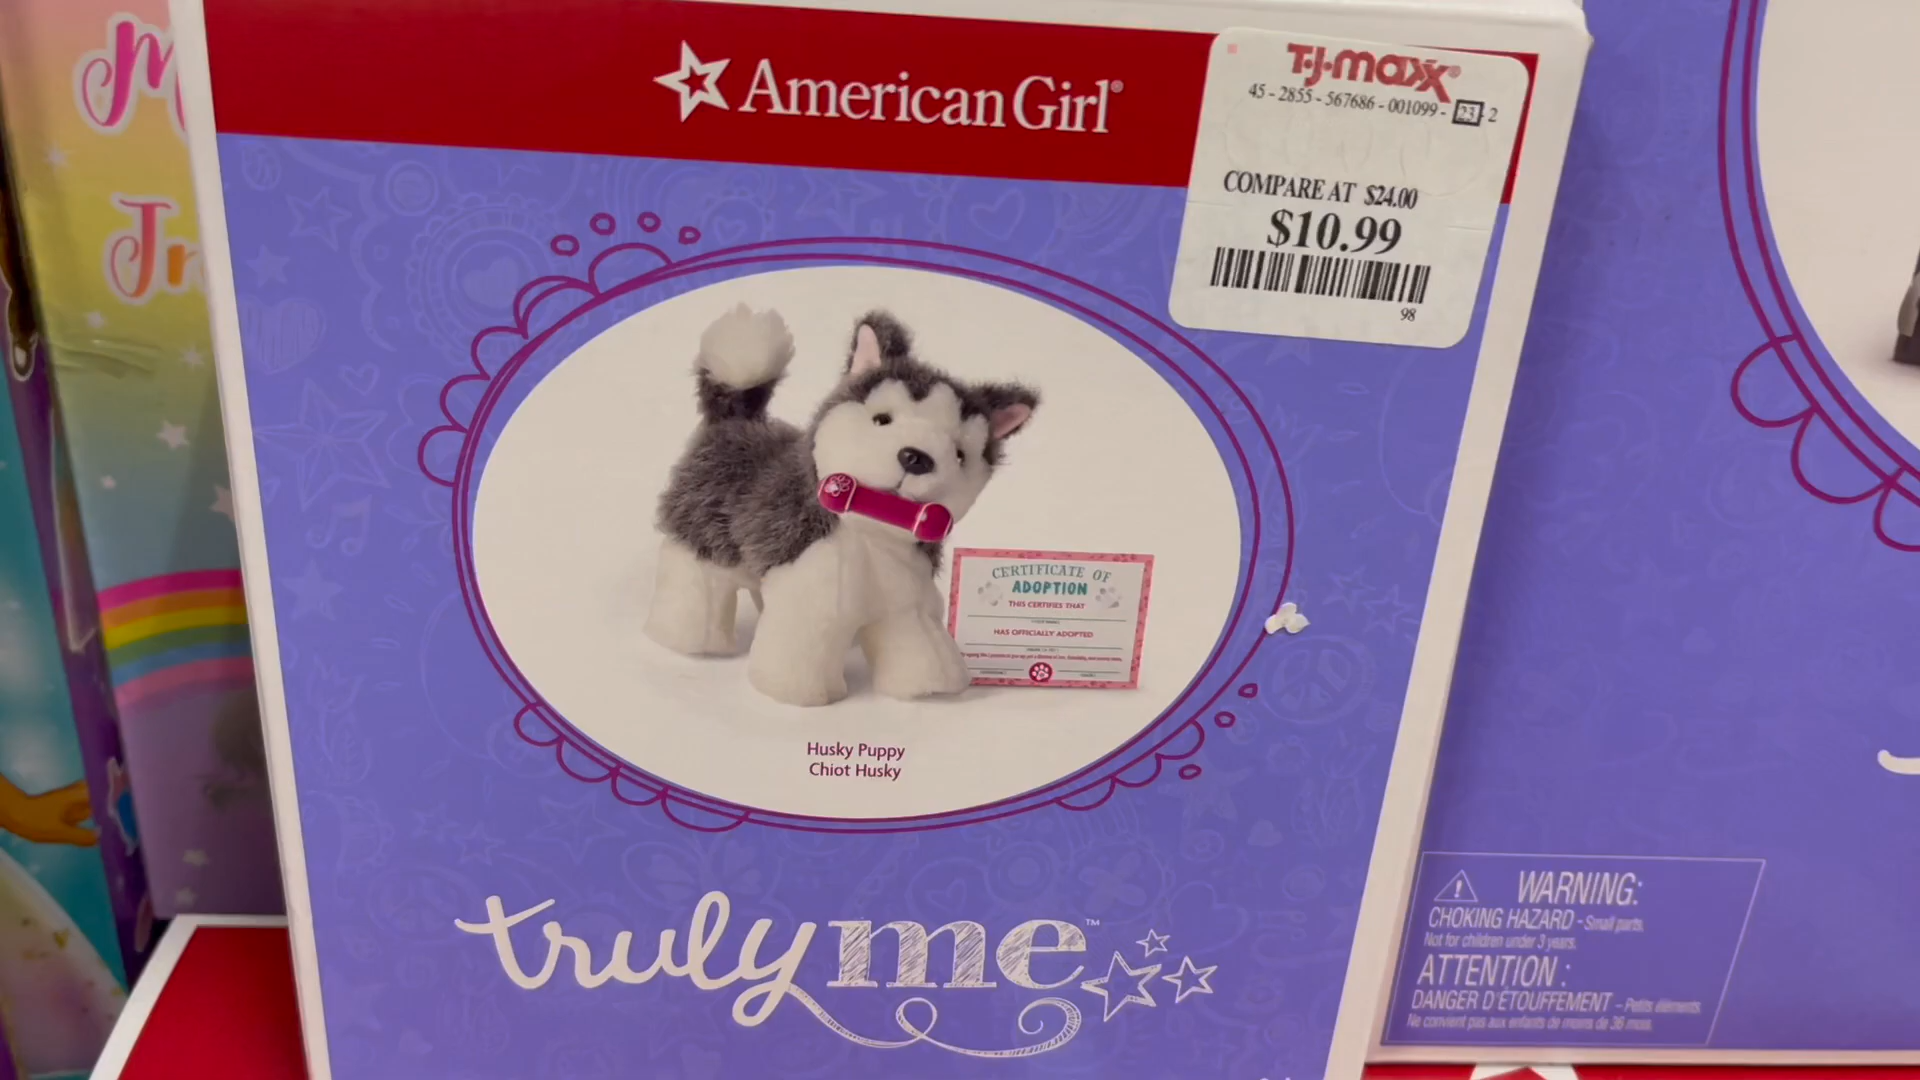 American Girl®
T·J·maxx®
45 - 2855 - 567686 - 001099 - 23 - 2
COMPARE AT $24.00
$10.99
98
CERTIFICATE OF
ADOPTION
THIS CERTIFIES THAT
HAS OFFICIALLY ADOPTED
Husky Puppy
Chiot Husky
truly me™
WARNING:
CHOKING HAZARD - Small parts.
Not for children under 3 years.
ATTENTION :
DANGER D'ÉTOUFFEMENT - Petits éléments.
Ne convient pas aux enfants de moins de 36 mois.